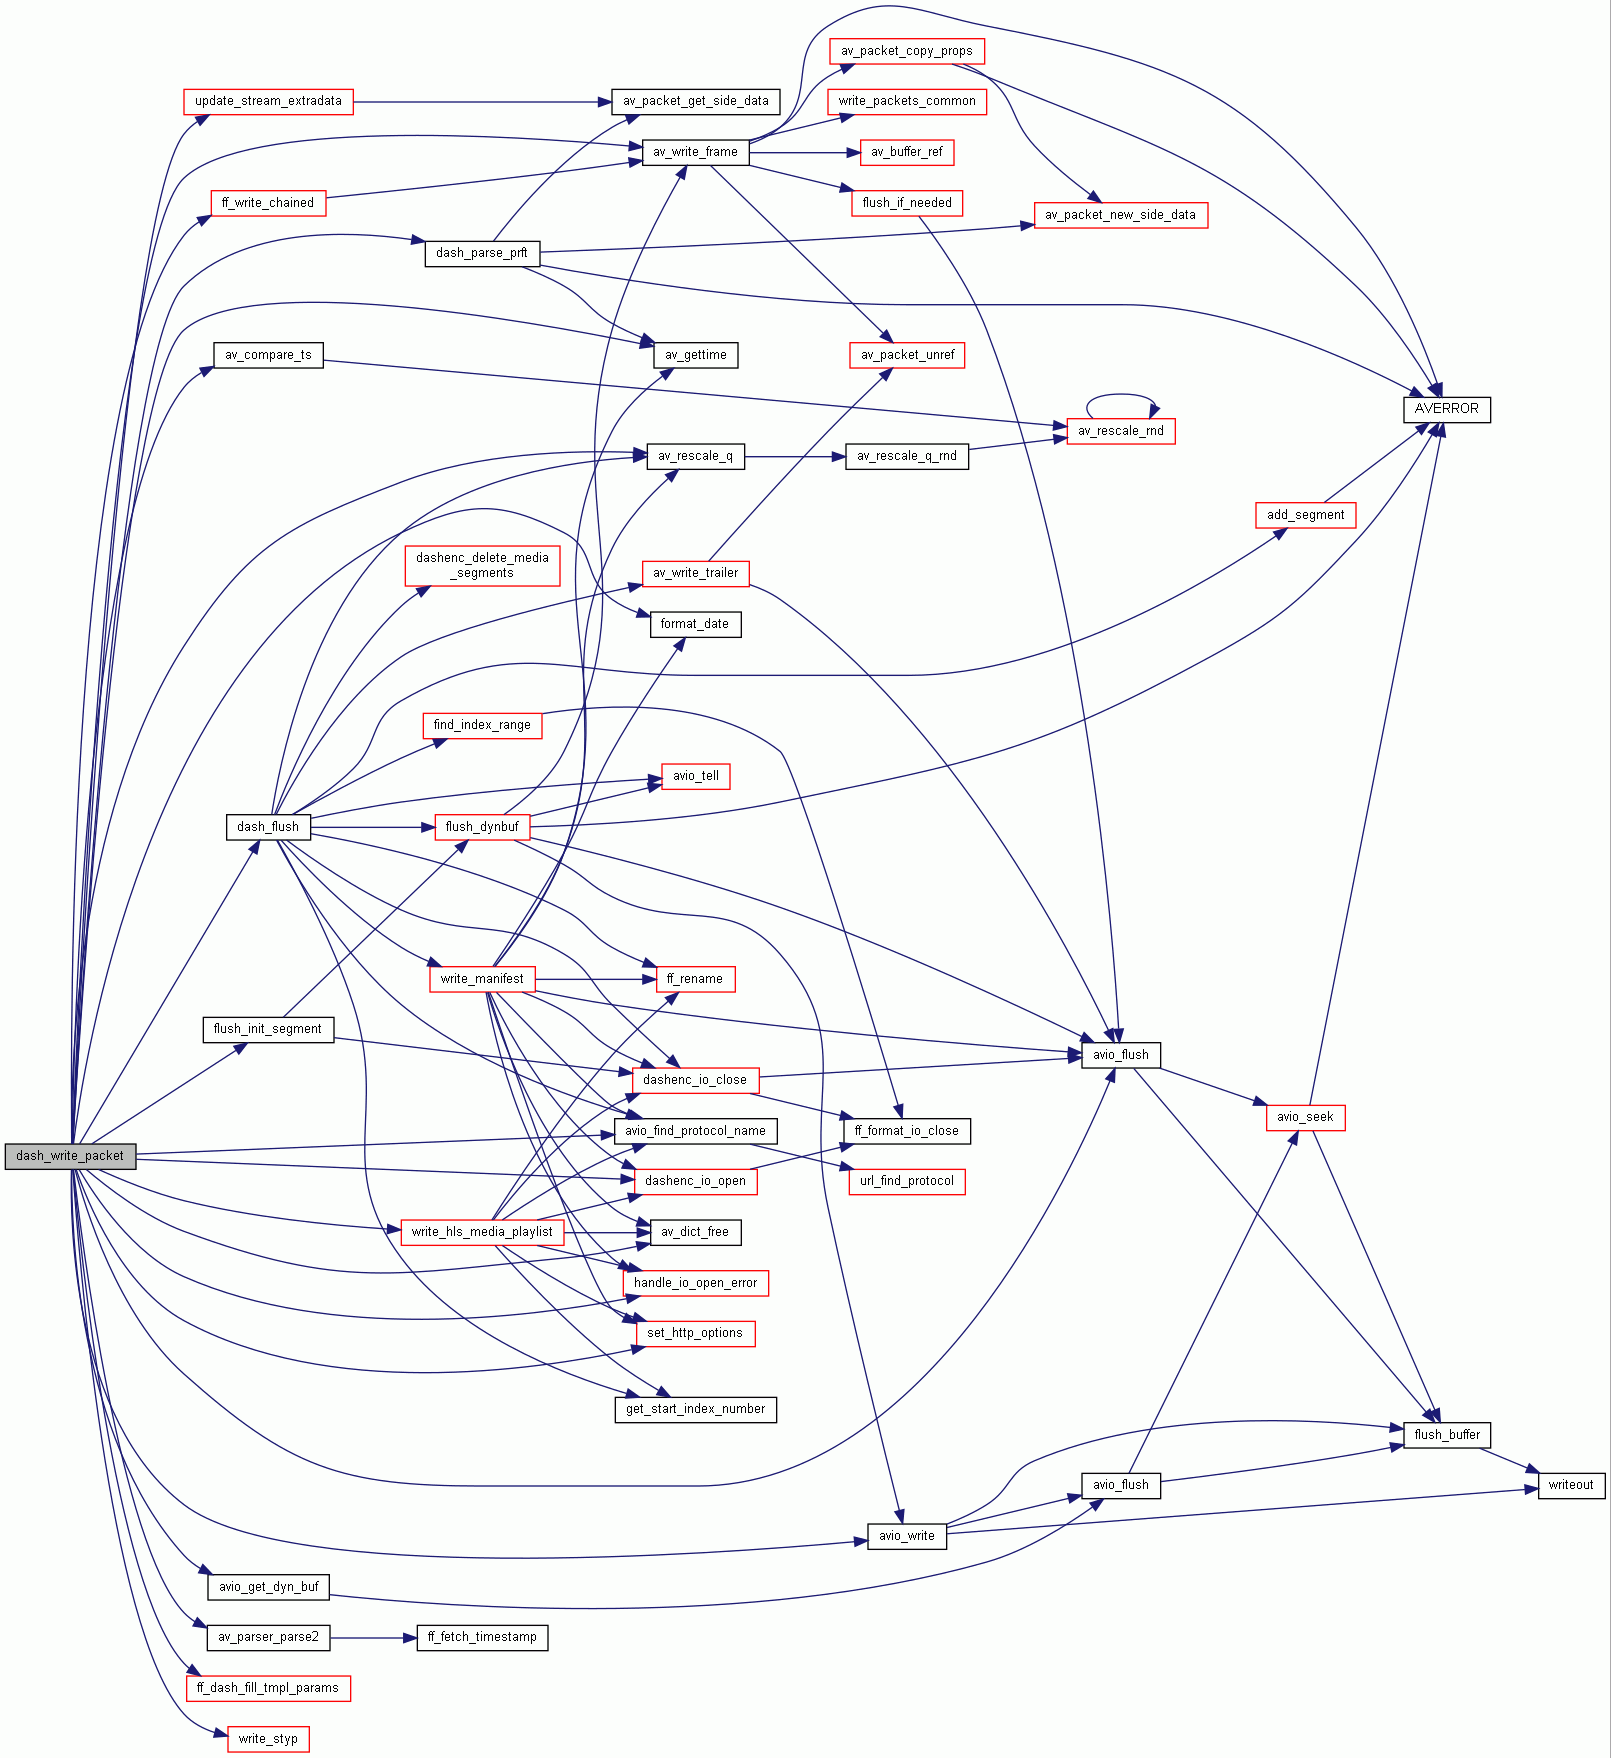 av_packet_copy_props
update_stream_extradata
av_packet_get_side_data
write_packets_common
av_write_frame
av_buffer_ref
ff_write_chained
flush_if_needed
av_packet_new_side_data
dash_parse_prft
av_compare_ts
av_gettime
av_packet_unref
AVERROR
av_rescale_rnd
av_rescale_q
av_rescale_q_rnd
add_segment
dashenc_delete_media
_segments
av_write_trailer
format_date
find_index_range
avio_tell
dash_flush
flush_dynbuf
write_manifest
ff_rename
flush_init_segment
avio_flush
dashenc_io_close
avio_find_protocol_name
ff_format_io_close
avio_seek
dash_write_packet
dashenc_io_open
url_find_protocol
write_hls_media_playlist
av_dict_free
handle_io_open_error
set_http_options
get_start_index_number
flush_buffer
avio_flush
writeout
avio_write
avio_get_dyn_buf
av_parser_parse2
ff_fetch_timestamp
ff_dash_fill_tmpl_params
write_styp